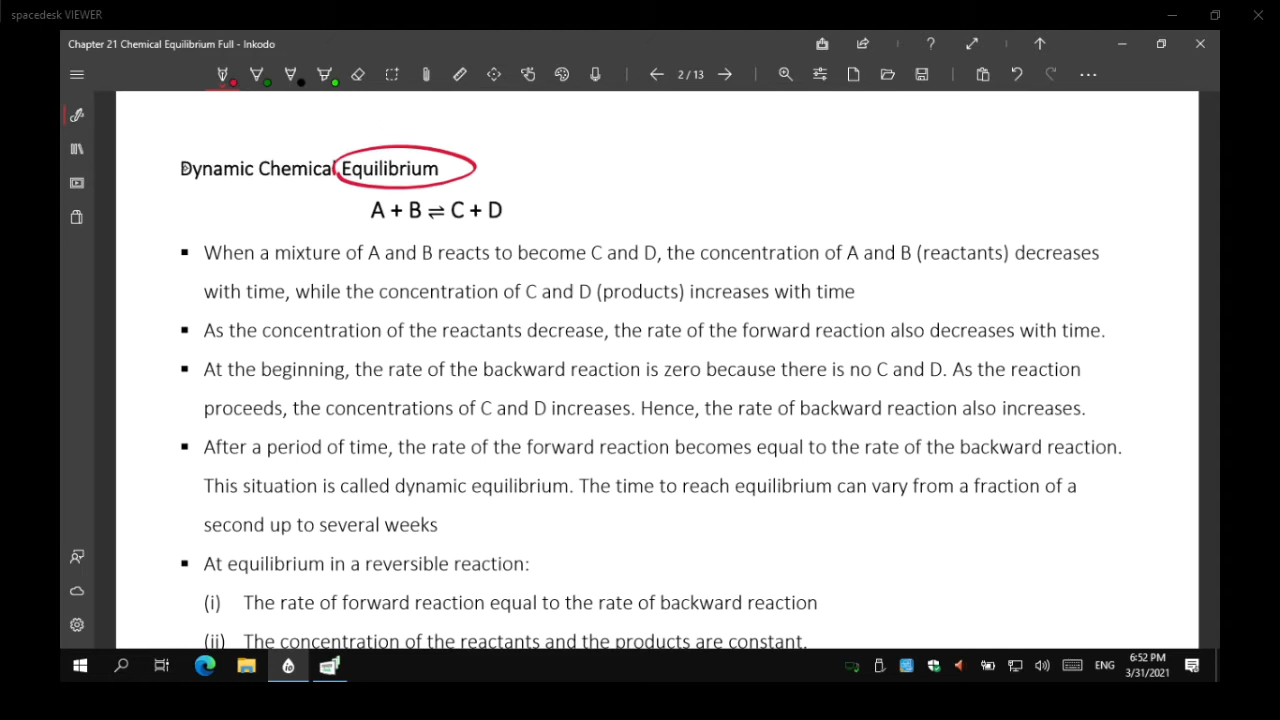 spacedesk VIEWER
Chapter 21 Chemical Equilibrium Full - Inkodo
2/13
Dynamic Chemical Equilibrium
A + B ⇌ C + D
▪ When a mixture of A and B reacts to become C and D, the concentration of A and B (reactants) decreases
with time, while the concentration of C and D (products) increases with time
▪ As the concentration of the reactants decrease, the rate of the forward reaction also decreases with time.
▪ At the beginning, the rate of the backward reaction is zero because there is no C and D. As the reaction
proceeds, the concentrations of C and D increases. Hence, the rate of backward reaction also increases.
▪ After a period of time, the rate of the forward reaction becomes equal to the rate of the backward reaction.
This situation is called dynamic equilibrium. The time to reach equilibrium can vary from a fraction of a
second up to several weeks
▪ At equilibrium in a reversible reaction:
(i) The rate of forward reaction equal to the rate of backward reaction
(ii) The concentration of the reactants and the products are constant.
ENG
6:52 PM
3/31/2021